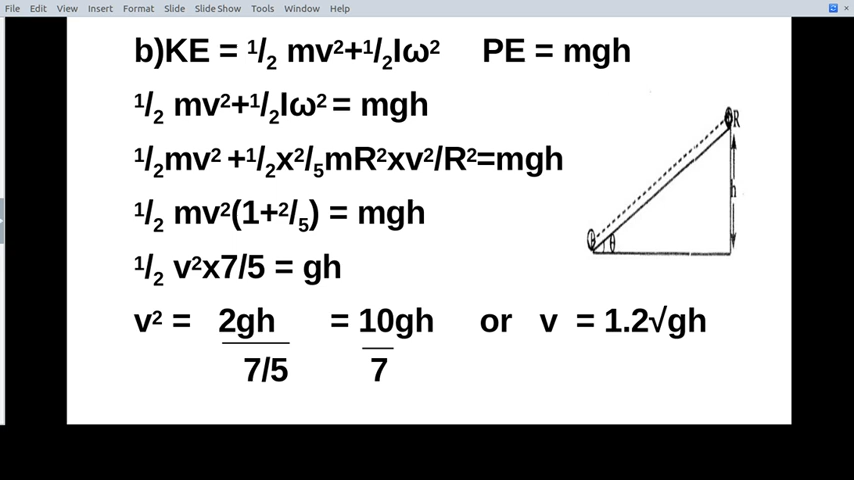 File Edit View Insert Format Slide Slide Show Tools Window Help
b)KE = ¹/₂ mv²+¹/₂Iω² PE = mgh
¹/₂ mv²+¹/₂Iω² = mgh
¹/₂mv² +¹/₂x²/₅mR²xv²/R²=mgh
¹/₂ mv²(1+²/₅) = mgh
¹/₂ v²x7/5 = gh
v² = 2gh = 10gh or v = 1.2√gh
7/5 7
R
h
θ